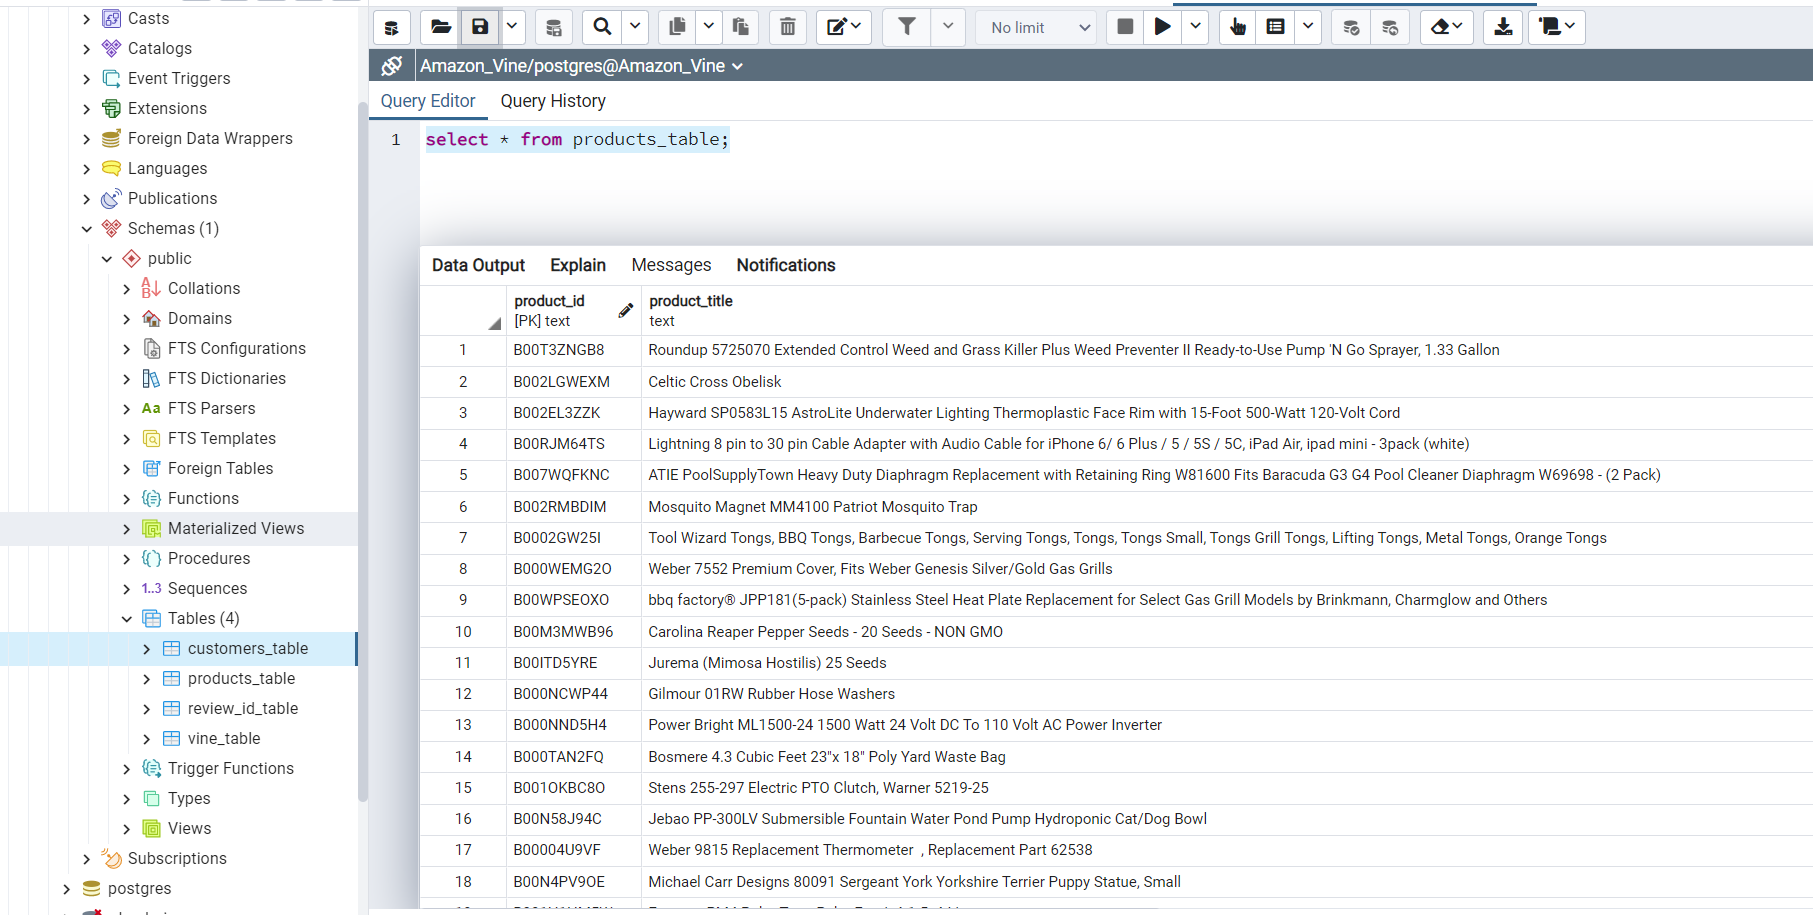 Casts
Catalogs
Event Triggers
Extensions
Foreign Data Wrappers
Languages
Publications
Schemas (1)
public
Collations
Domains
FTS Configurations
FTS Dictionaries
Aa FTS Parsers
FTS Templates
Foreign Tables
Functions
Materialized Views
Procedures
1..3 Sequences
Tables (4)
customers_table
products_table
review_id_table
vine_table
Trigger Functions
Types
Views
Subscriptions
postgres
No limit
Amazon_Vine/postgres@Amazon_Vine
Query Editor Query History
1 select * from products_table;
Data Output Explain Messages Notifications
product_id product_title
[PK] text text
1 B00T3ZNGB8 Roundup 5725070 Extended Control Weed and Grass Killer Plus Weed Preventer II Ready-to-Use Pump 'N Go Sprayer, 1.33 Gallon
2 B002LGWEXM Celtic Cross Obelisk
3 B002EL3ZZK Hayward SP0583L15 AstroLite Underwater Lighting Thermoplastic Face Rim with 15-Foot 500-Watt 120-Volt Cord
4 B00RJM64TS Lightning 8 pin to 30 pin Cable Adapter with Audio Cable for iPhone 6/ 6 Plus / 5 / 5S / 5C, iPad Air, ipad mini - 3pack (white)
5 B007WQFKNC ATIE PoolSupplyTown Heavy Duty Diaphragm Replacement with Retaining Ring W81600 Fits Baracuda G3 G4 Pool Cleaner Diaphragm W69698 - (2 Pack)
6 B002RMBDIM Mosquito Magnet MM4100 Patriot Mosquito Trap
7 B0002GW25I Tool Wizard Tongs, BBQ Tongs, Barbecue Tongs, Serving Tongs, Tongs, Tongs Small, Tongs Grill Tongs, Lifting Tongs, Metal Tongs, Orange Tongs
8 B000WEMG2O Weber 7552 Premium Cover, Fits Weber Genesis Silver/Gold Gas Grills
9 B00WPSEOXO bbq factory® JPP181(5-pack) Stainless Steel Heat Plate Replacement for Select Gas Grill Models by Brinkmann, Charmglow and Others
10 B00M3MWB96 Carolina Reaper Pepper Seeds - 20 Seeds - NON GMO
11 B00ITD5YRE Jurema (Mimosa Hostilis) 25 Seeds
12 B000NCWP44 Gilmour 01RW Rubber Hose Washers
13 B000NND5H4 Power Bright ML1500-24 1500 Watt 24 Volt DC To 110 Volt AC Power Inverter
14 B000TAN2FQ Bosmere 4.3 Cubic Feet 23"x 18" Poly Yard Waste Bag
15 B001OKBC8O Stens 255-297 Electric PTO Clutch, Warner 5219-25
16 B00N58J94C Jebao PP-300LV Submersible Fountain Water Pond Pump Hydroponic Cat/Dog Bowl
17 B00004U9VF Weber 9815 Replacement Thermometer , Replacement Part 62538
18 B00N4PV9OE Michael Carr Designs 80091 Sergeant York Yorkshire Terrier Puppy Statue, Small